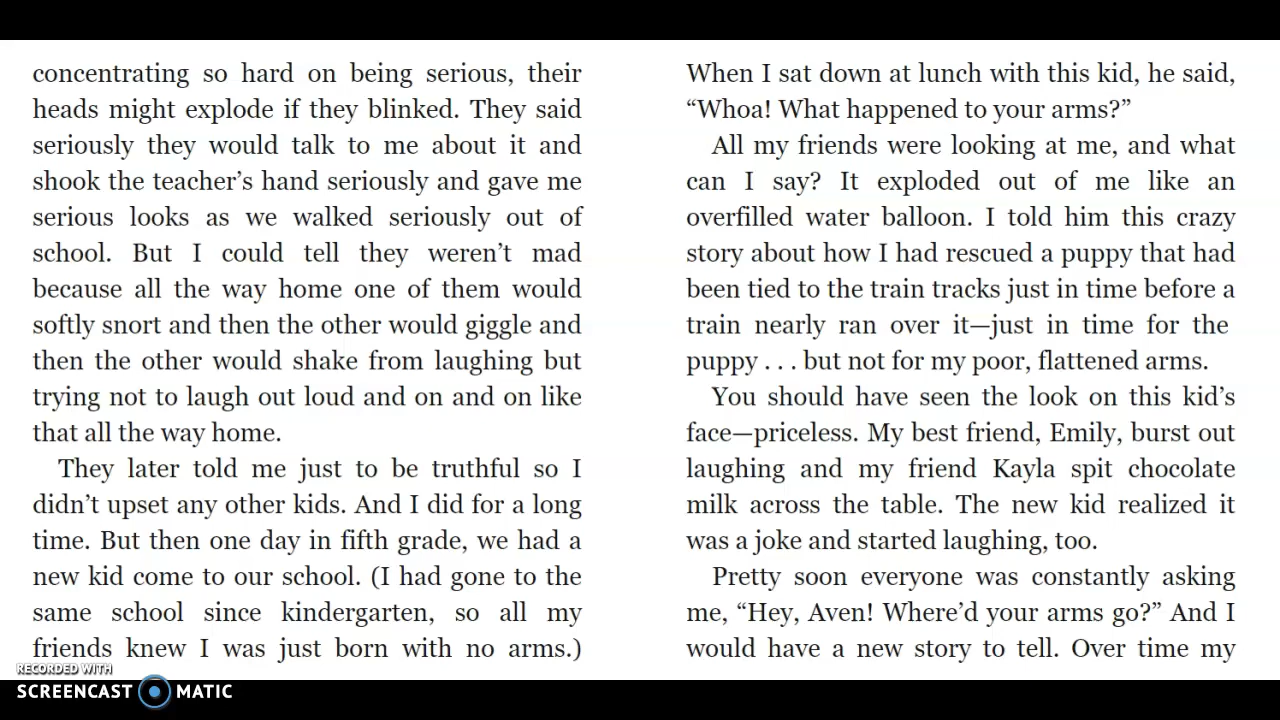 concentrating so hard on being serious, their
heads might explode if they blinked. They said
seriously they would talk to me about it and
shook the teacher’s hand seriously and gave me
serious looks as we walked seriously out of
school. But I could tell they weren’t mad
because all the way home one of them would
softly snort and then the other would giggle and
then the other would shake from laughing but
trying not to laugh out loud and on and on like
that all the way home.
They later told me just to be truthful so I
didn’t upset any other kids. And I did for a long
time. But then one day in fifth grade, we had a
new kid come to our school. (I had gone to the
same school since kindergarten, so all my
friends knew I was just born with no arms.)
When I sat down at lunch with this kid, he said,
“Whoa! What happened to your arms?”
All my friends were looking at me, and what
can I say? It exploded out of me like an
overfilled water balloon. I told him this crazy
story about how I had rescued a puppy that had
been tied to the train tracks just in time before a
train nearly ran over it—just in time for the
puppy . . . but not for my poor, flattened arms.
You should have seen the look on this kid’s
face—priceless. My best friend, Emily, burst out
laughing and my friend Kayla spit chocolate
milk across the table. The new kid realized it
was a joke and started laughing, too.
Pretty soon everyone was constantly asking
me, “Hey, Aven! Where’d your arms go?” And I
would have a new story to tell. Over time my
RECORDED WITH
SCREENCAST MATIC